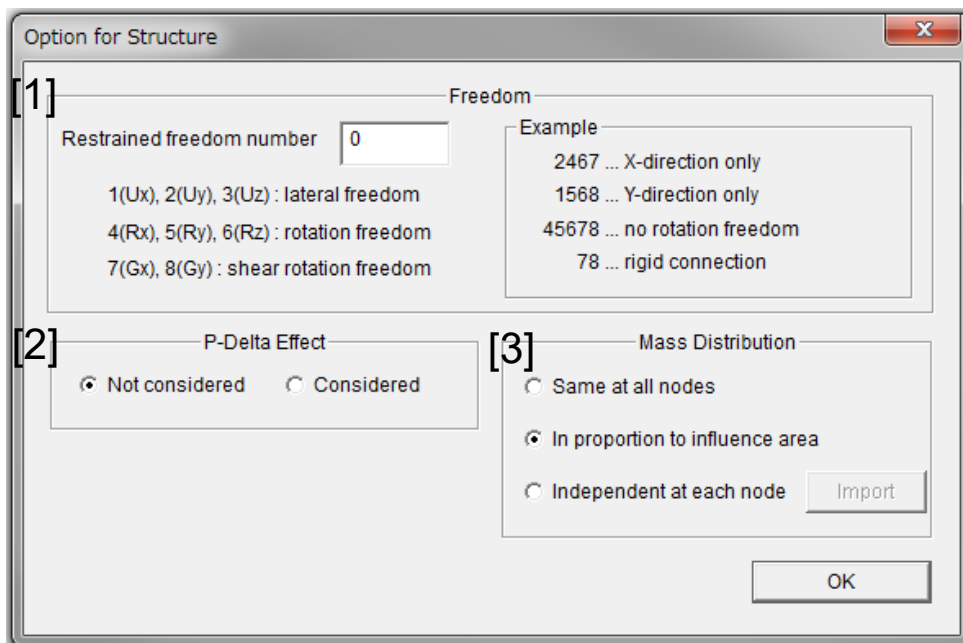 Option for Structure
[1]
Freedom
Restrained freedom number 0
1(Ux), 2(Uy), 3(Uz) : lateral freedom
4(Rx), 5(Ry), 6(Rz) : rotation freedom
7(Gx), 8(Gy) : shear rotation freedom
Example
2467 ... X-direction only
1568 ... Y-direction only
45678 ... no rotation freedom
78 ... rigid connection
[2]
P-Delta Effect
Not considered Considered
[3]
Mass Distribution
Same at all nodes
In proportion to influence area
Independent at each node Import
OK